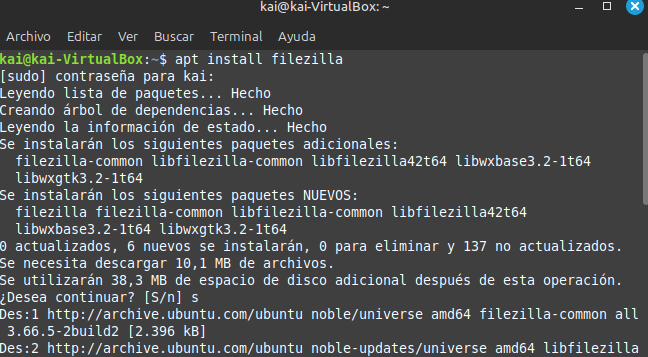 kai@kai-VirtualBox: ~
Archivo Editar Ver Buscar Terminal Ayuda
kai@kai-VirtualBox:~$ apt install filezilla
[sudo] contraseña para kai:
Leyendo lista de paquetes... Hecho
Creando árbol de dependencias... Hecho
Leyendo la información de estado... Hecho
Se instalarán los siguientes paquetes adicionales:
  filezilla-common libfilezilla-common libfilezilla42t64 libwxbase3.2-1t64
  libwxgtk3.2-1t64
Se instalarán los siguientes paquetes NUEVOS:
  filezilla filezilla-common libfilezilla-common libfilezilla42t64
  libwxbase3.2-1t64 libwxgtk3.2-1t64
0 actualizados, 6 nuevos se instalarán, 0 para eliminar y 137 no actualizados.
Se necesita descargar 10,1 MB de archivos.
Se utilizarán 38,3 MB de espacio de disco adicional después de esta operación.
¿Desea continuar? [S/n] s
Des:1 http://archive.ubuntu.com/ubuntu noble/universe amd64 filezilla-common all
 3.66.5-2build2 [2.396 kB]
Des:2 http://archive.ubuntu.com/ubuntu noble-updates/universe amd64 libfilezilla